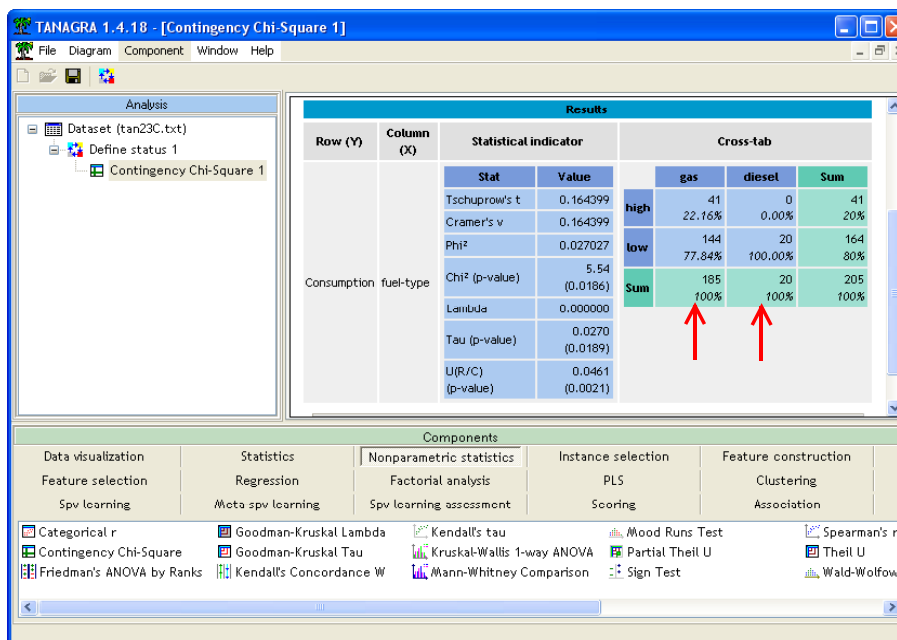 TANAGRA 1.4.18 - [Contingency Chi-Square 1]
File Diagram Component Window Help
Analysis
Dataset (tan23C.txt)
Define status 1
Contingency Chi-Square 1
Results
Row (Y) Column (X) Statistical indicator Cross-tab
Consumption fuel-type
Stat Value
Tschuprow's t 0.164399
Cramer's v 0.164399
Phi² 0.027027
Chi² (p-value) 5.54 (0.0186)
Lambda 0.000000
Tau (p-value) 0.0270 (0.0189)
U(R/C) (p-value) 0.0461 (0.0021)
gas diesel Sum
high 41 0 41
22.16% 0.00% 20%
low 144 20 164
77.84% 100.00% 80%
Sum 185 20 205
100% 100% 100%
Components
Data visualization Statistics Nonparametric statistics Instance selection Feature construction
Feature selection Regression Factorial analysis PLS Clustering
Spv learning Meta spv learning Spv learning assessment Scoring Association
Categorical r Goodman-Kruskal Lambda Kendall's tau Mood Runs Test Spearman's r
Contingency Chi-Square Goodman-Kruskal Tau Kruskal-Wallis 1-way ANOVA Partial Theil U Theil U
Friedman's ANOVA by Ranks Kendall's Concordance W Mann-Whitney Comparison Sign Test Wald-Wolfow